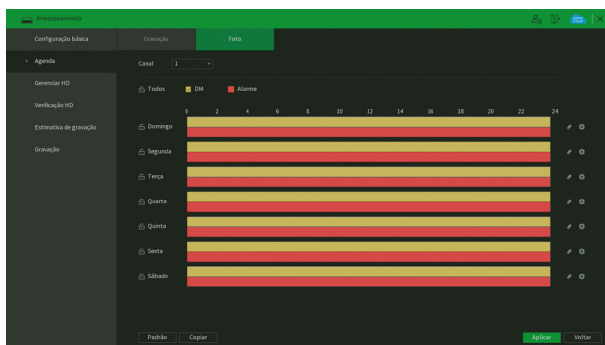 Armazenamento
Configuração básica
Gravação
Foto
Agenda
Canal 1
Gerenciar HD
Todos DM Alarme
Verificação HD
0 2 4 6 8 10 12 14 16 18 20 22 24
Estimativa de gravação
Domingo
Gravação
Segunda
Terça
Quarta
Quinta
Sexta
Sábado
Padrão Copiar Aplicar Voltar